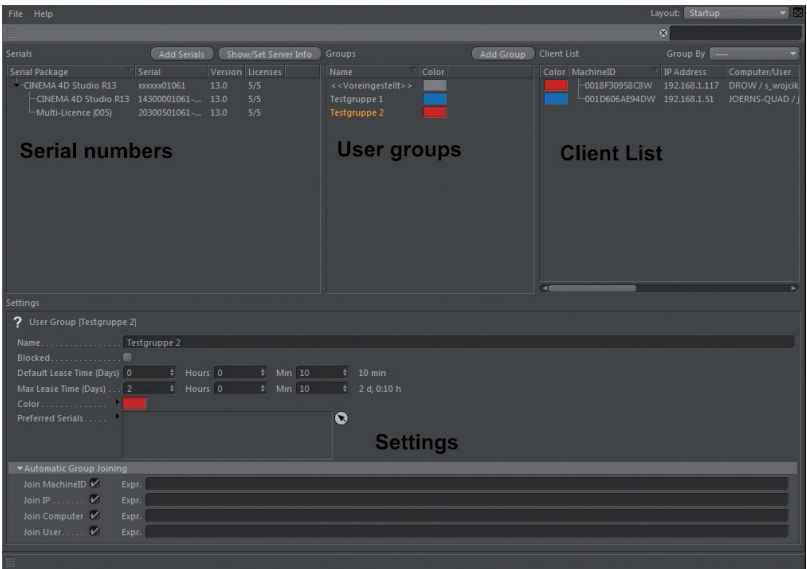 File Help Layout: Startup
Serials Add Serials Show/Set Server Info
Serial Package Serial Version Licenses
CINEMA 4D Studio R13 xxxxxx01061 13.0 5/5
CINEMA 4D Studio R13 14300001061-... 13.0 5/5
Multi-Licence (005) 20300501061-... 13.0 5/5
Serial numbers
Groups Add Group
Name Color
<<Voreingestellt>>
Testgruppe 1
Testgruppe 2
User groups
Client List Group By ----
Color MachineID IP Address Computer/User
0018F30958CBW 192.168.1.117 DROW / s_wojcik
001D606AE94DW 192.168.1.51 JOERNS-QUAD / j
Client List
Settings
? User Group [Testgruppe 2]
Name................ Testgruppe 2
Blocked..............
Default Lease Time (Days) 0 Hours 0 Min 10 10 min
Max Lease Time (Days) ... 2 Hours 0 Min 10 2 d, 0:10 h
Color..............
Preferred Serials.....
Settings
Automatic Group Joining
Join MachineID Expr.
Join IP ....... Expr.
Join Computer Expr.
Join User..... Expr.